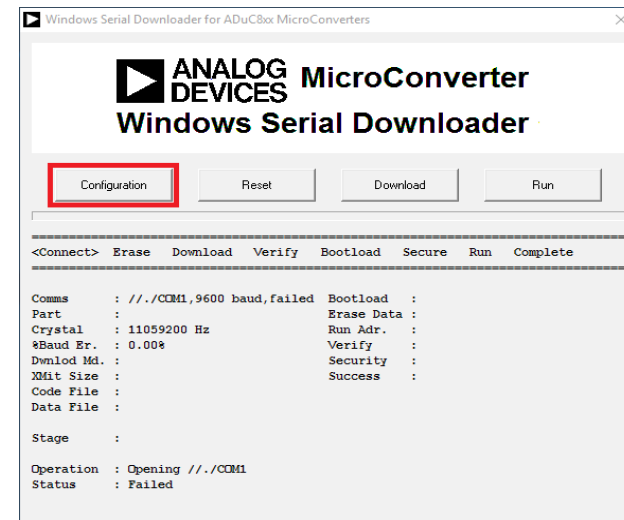 Windows Serial Downloader for ADuC8xx MicroConverters
ANALOG DEVICES MicroConverter
Windows Serial Downloader
Configuration Reset Download Run
<Connect> Erase Download Verify Bootload Secure Run Complete
Comms : //./COM1,9600 baud,failed Bootload :
Part : Erase Data :
Crystal : 11059200 Hz Run Adr. :
%Baud Er. : 0.00% Verify :
Dwnlod Md. : Security :
XMit Size : Success :
Code File :
Data File :
Stage :
Operation : Opening //./COM1
Status : Failed